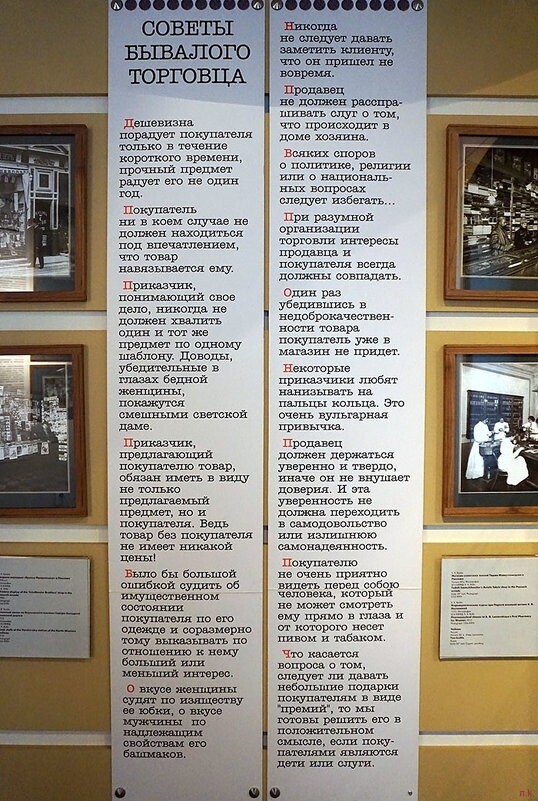 СОВЕТЫ
БЫВАЛОГО
ТОРГОВЦА
Дешевизна
порадует покупателя
только в течение
короткого времени,
прочный предмет
радует его не один
год.
Покупатель
ни в коем случае не
должен находиться
под впечатлением,
что товар
навязывается ему.
Приказчик,
понимающий свое
дело, никогда не
должен хвалить
один и тот же
предмет по одному
шаблону. Доводы,
убедительные в
глазах бедной
женщины,
покажутся
смешными светской
даме.
Приказчик,
предлагающий
покупателю товар,
обязан иметь в виду
не только
предлагаемый
предмет, но и
покупателя. Ведь
товар без покупателя
не имеет никакой
цены!
Было бы большой
ошибкой судить об
имущественном
состоянии
покупателя по его
одежде и соразмерно
тому выказывать по
отношению к нему
больший или
меньший интерес.
О вкусе женщины
судят по изяществу
ее юбки, о вкусе
мужчины по
надлежащим
свойствам его
башмаков.
Никогда
не следует давать
заметить клиенту,
что он пришел не
вовремя.
Продавец
не должен расспра-
шивать слуг о том,
что происходит в
доме хозяина.
Всяких споров
о политике, религии
или о националь-
ных вопросах
следует избегать...
При разумной
организации
торговли интересы
продавца и
покупателя всегда
должны совпадать.
Один раз
убедившись в
недоброкачествен-
ности товара
покупатель уже в
магазин не придет.
Некоторые
приказчики любят
нанизывать на
пальцы кольца. Это
очень вульгарная
привычка.
Продавец
должен держаться
уверенно и твердо,
иначе он не внушает
доверия. И эта
уверенность не
должна переходить
в самодовольство
или излишнюю
самонадеянность.
Покупателю
не очень приятно
видеть перед собою
человека, который
не может смотреть
ему прямо в глаза и
от которого несет
пивом и табаком.
Что касается
вопроса о том,
следует ли давать
небольшие подарки
покупателям в виде
"премий", то мы
готовы решить его в
положительном
смысле, если поку-
пателями являются
дети или слуги.
п.к.